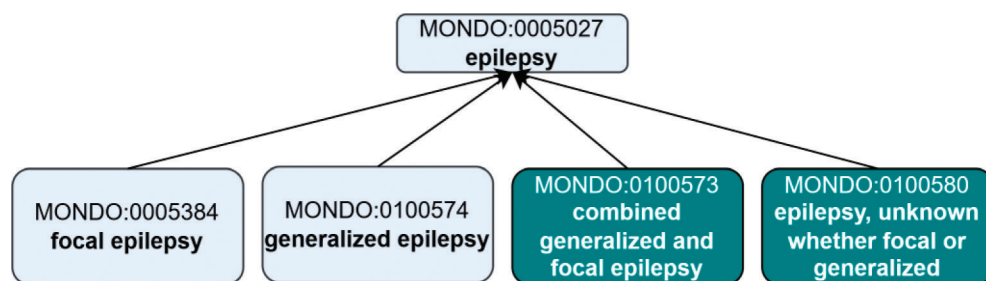 MONDO:0005027
epilepsy
MONDO:0005384
focal epilepsy
MONDO:0100574
generalized epilepsy
MONDO:0100573
combined
generalized and
focal epilepsy
MONDO:0100580
epilepsy, unknown
whether focal or
generalized